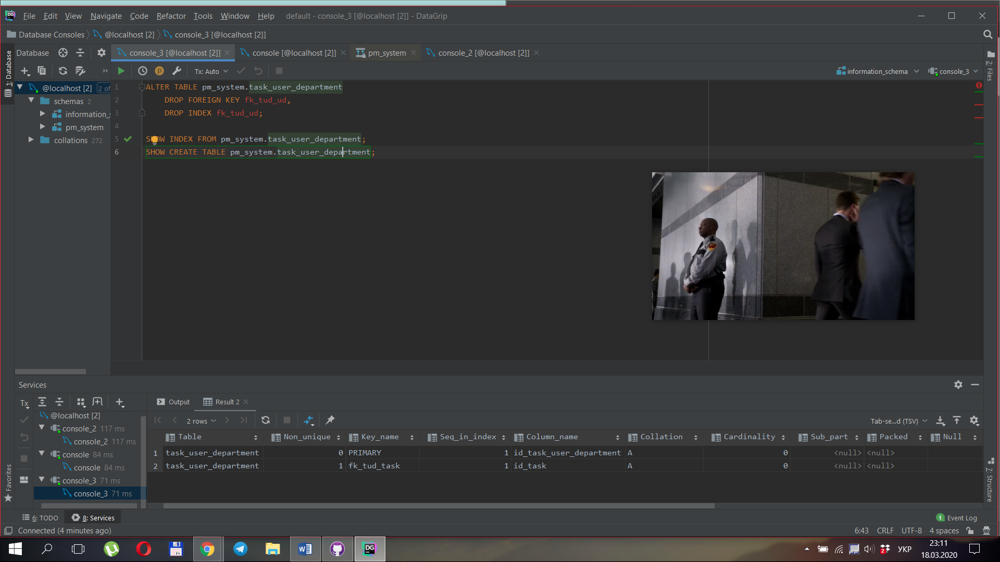 File Edit View Navigate Code Refactor Tools Window Help default - console_3 [@localhost [2]] - DataGrip
Database Consoles @localhost [2] console_3 [@localhost [2]]
Database
console_3 [@localhost [2]] console [@localhost [2]] pm_system console_2 [@localhost [2]]
Tx: Auto information_schema console_3
1: Database
2: Files
@localhost [2] 2 of
schemas 2
information_s
pm_system
collations 272
1 ALTER TABLE pm_system.task_user_department
2 DROP FOREIGN KEY fk_tud_ud,
3 DROP INDEX fk_tud_ud;
4
5 SHOW INDEX FROM pm_system.task_user_department;
6 SHOW CREATE TABLE pm_system.task_user_department;
Services
Tx
Output Result 2
@localhost [2]
console_2 117 ms
console_2 117 ms
console 84 ms
console 84 ms
console_3 71 ms
console_3 71 ms
2 rows Tab-se...d (TSV)
Table Non_unique Key_name Seq_in_index Column_name Collation Cardinality Sub_part Packed Null
1 task_user_department 0 PRIMARY 1 id_task_user_department A 0 <null> <null>
2 task_user_department 1 fk_tud_task 1 id_task A 0 <null> <null>
Favorites
7: Structure
6: TODO 8: Services 1 Event Log
Connected (4 minutes ago) 6:43 CRLF UTF-8 4 spaces
УКР 23:11
18.03.2020